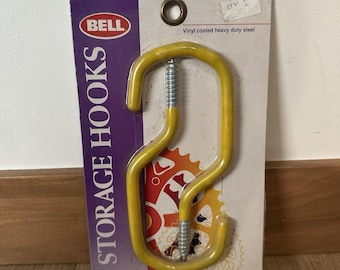 BELL
Vinyl coated heavy duty steel
STORAGE HOOKS